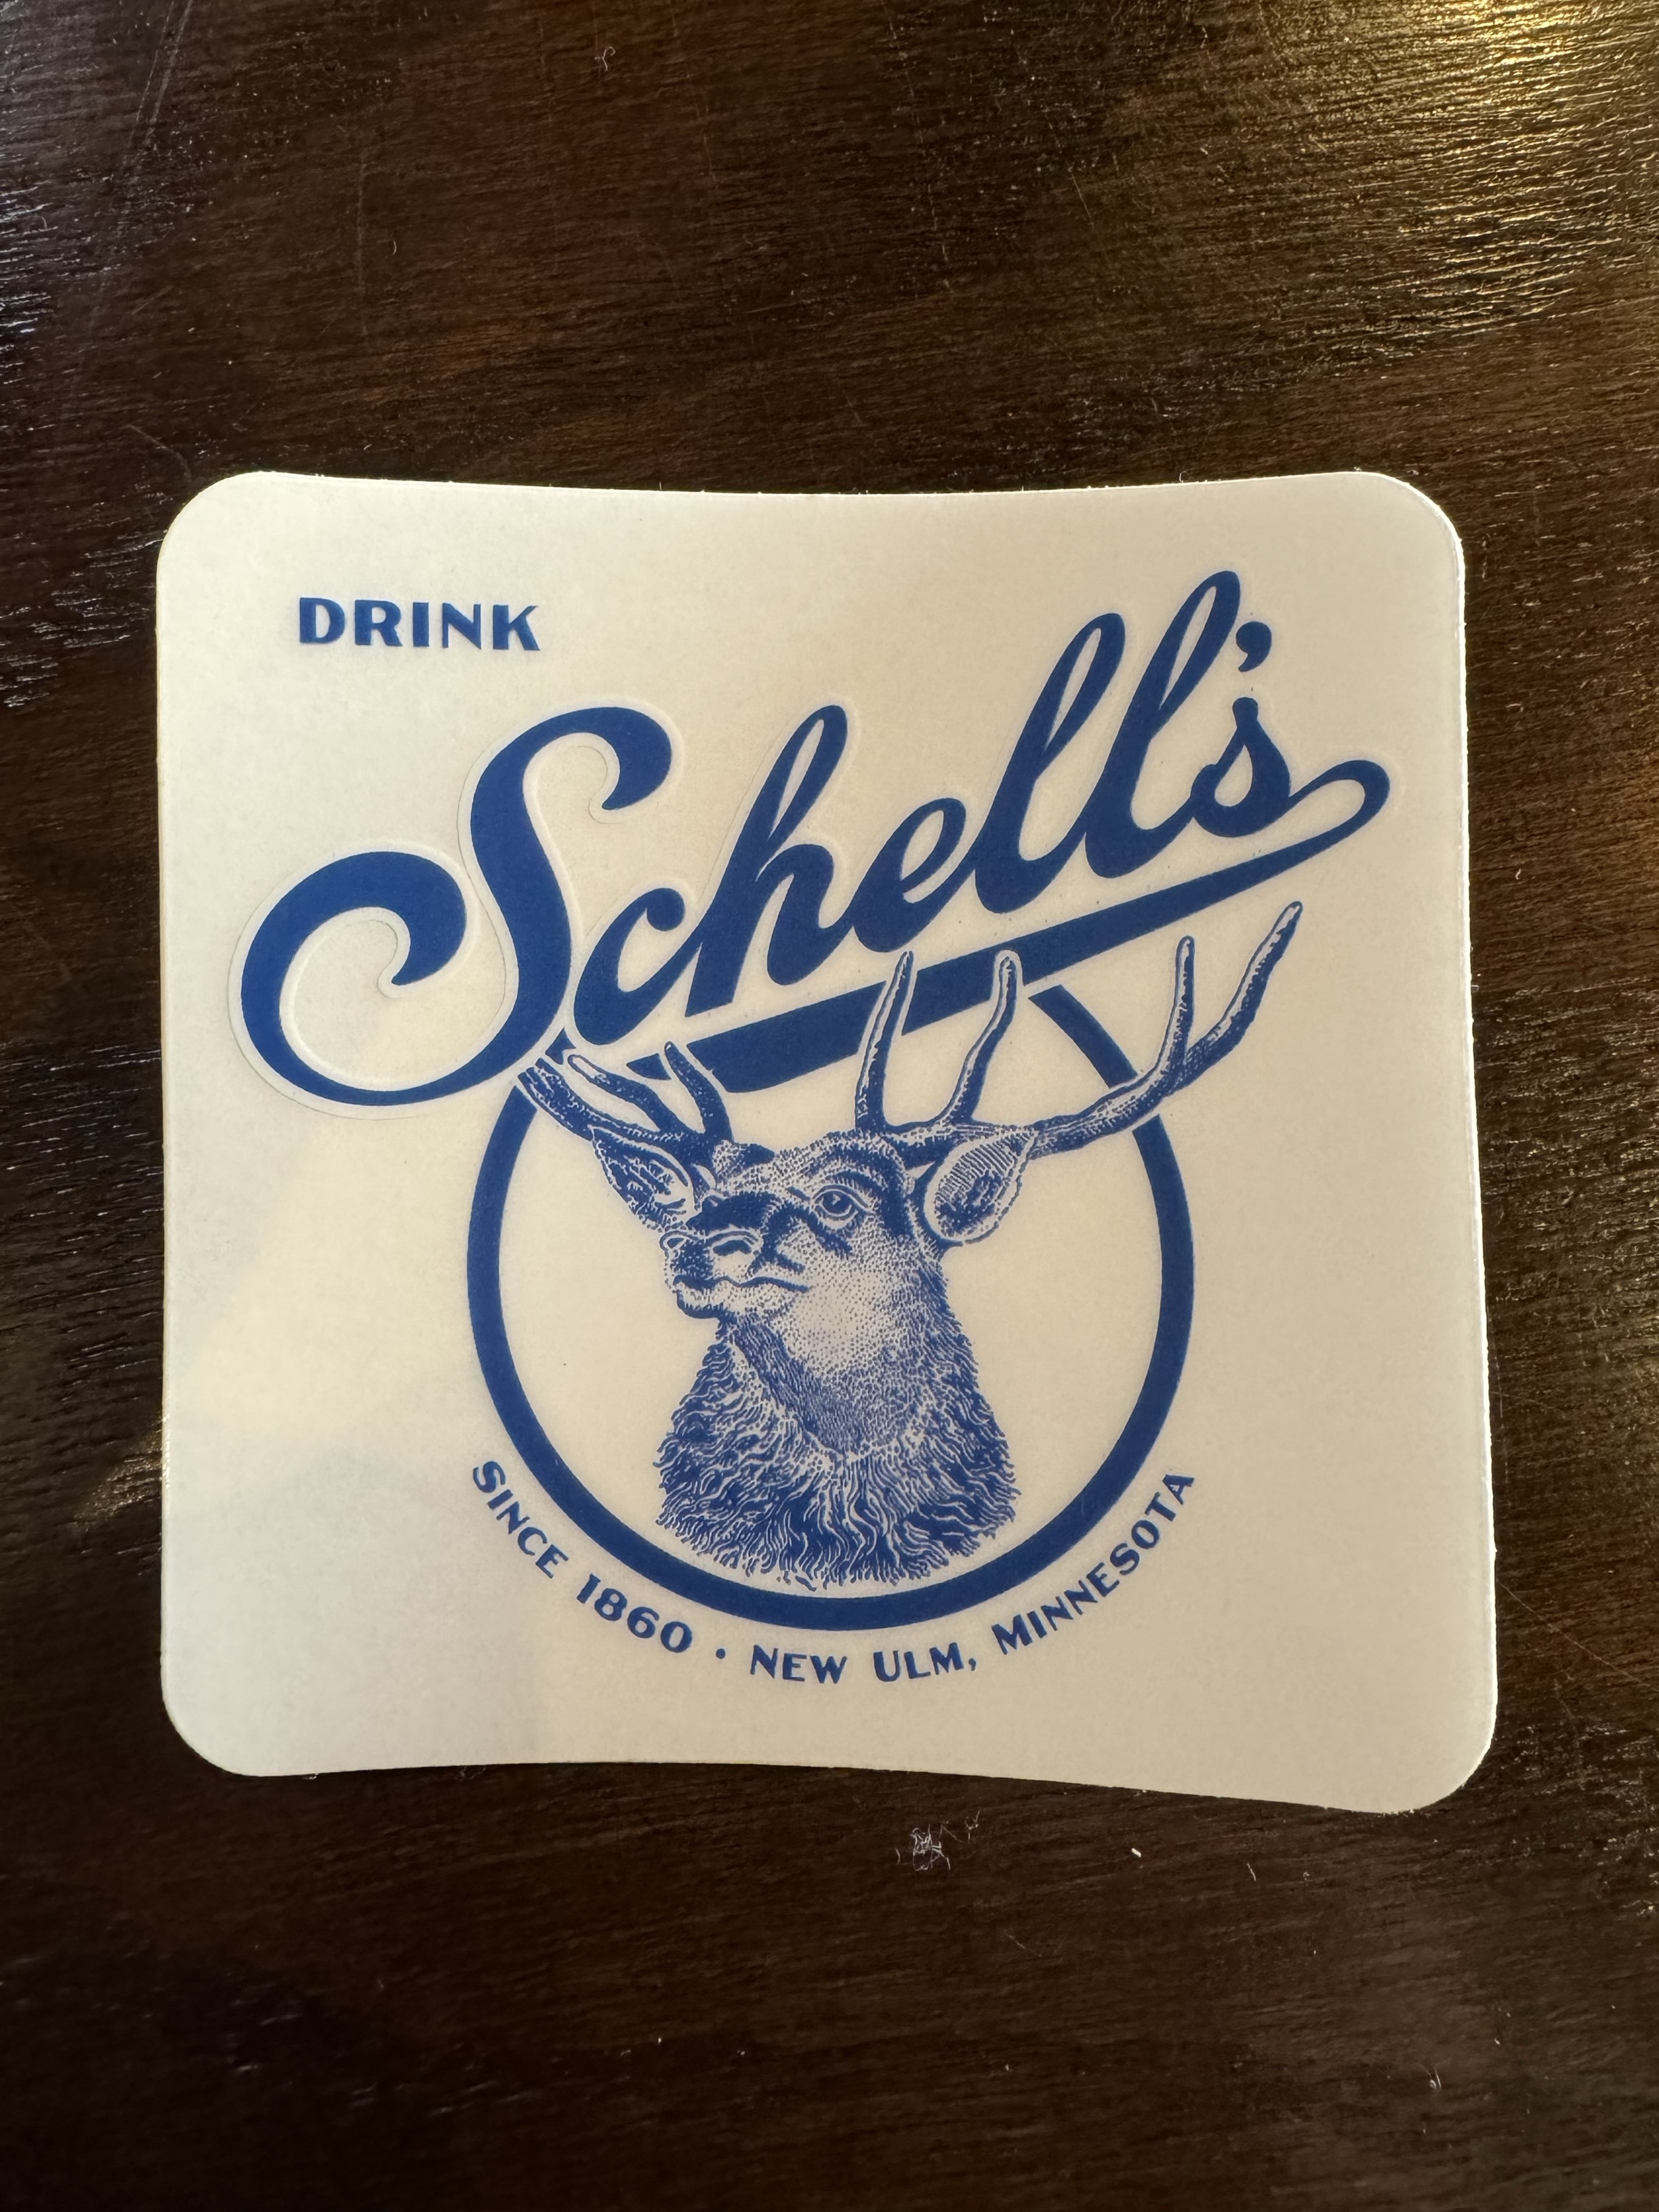 DRINK
Schell's
SINCE 1860 · NEW ULM, MINNESOTA